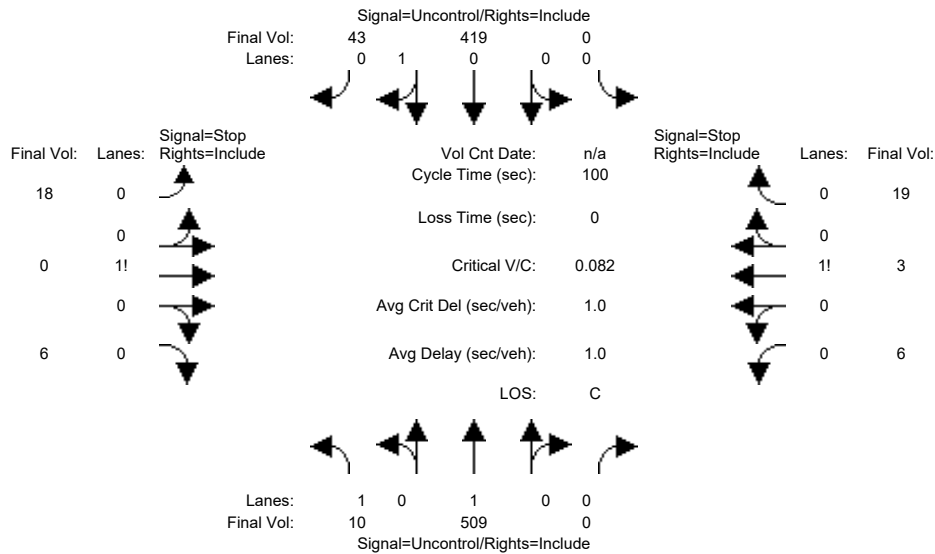 Signal=Uncontrol/Rights=Include
Final Vol: 43 419 0
Lanes: 0 1 0 0 0
Signal=Stop Signal=Stop
Final Vol: Lanes: Rights=Include Vol Cnt Date: n/a Rights=Include Lanes: Final Vol:
Cycle Time (sec): 100
18 0 0 19
Loss Time (sec): 0
0 0
0 1! Critical V/C: 0.082 1! 3
0 Avg Crit Del (sec/veh): 1.0 0
6 0 Avg Delay (sec/veh): 1.0 0 6
LOS: C
Lanes: 1 0 1 0 0
Final Vol: 10 509 0
Signal=Uncontrol/Rights=Include